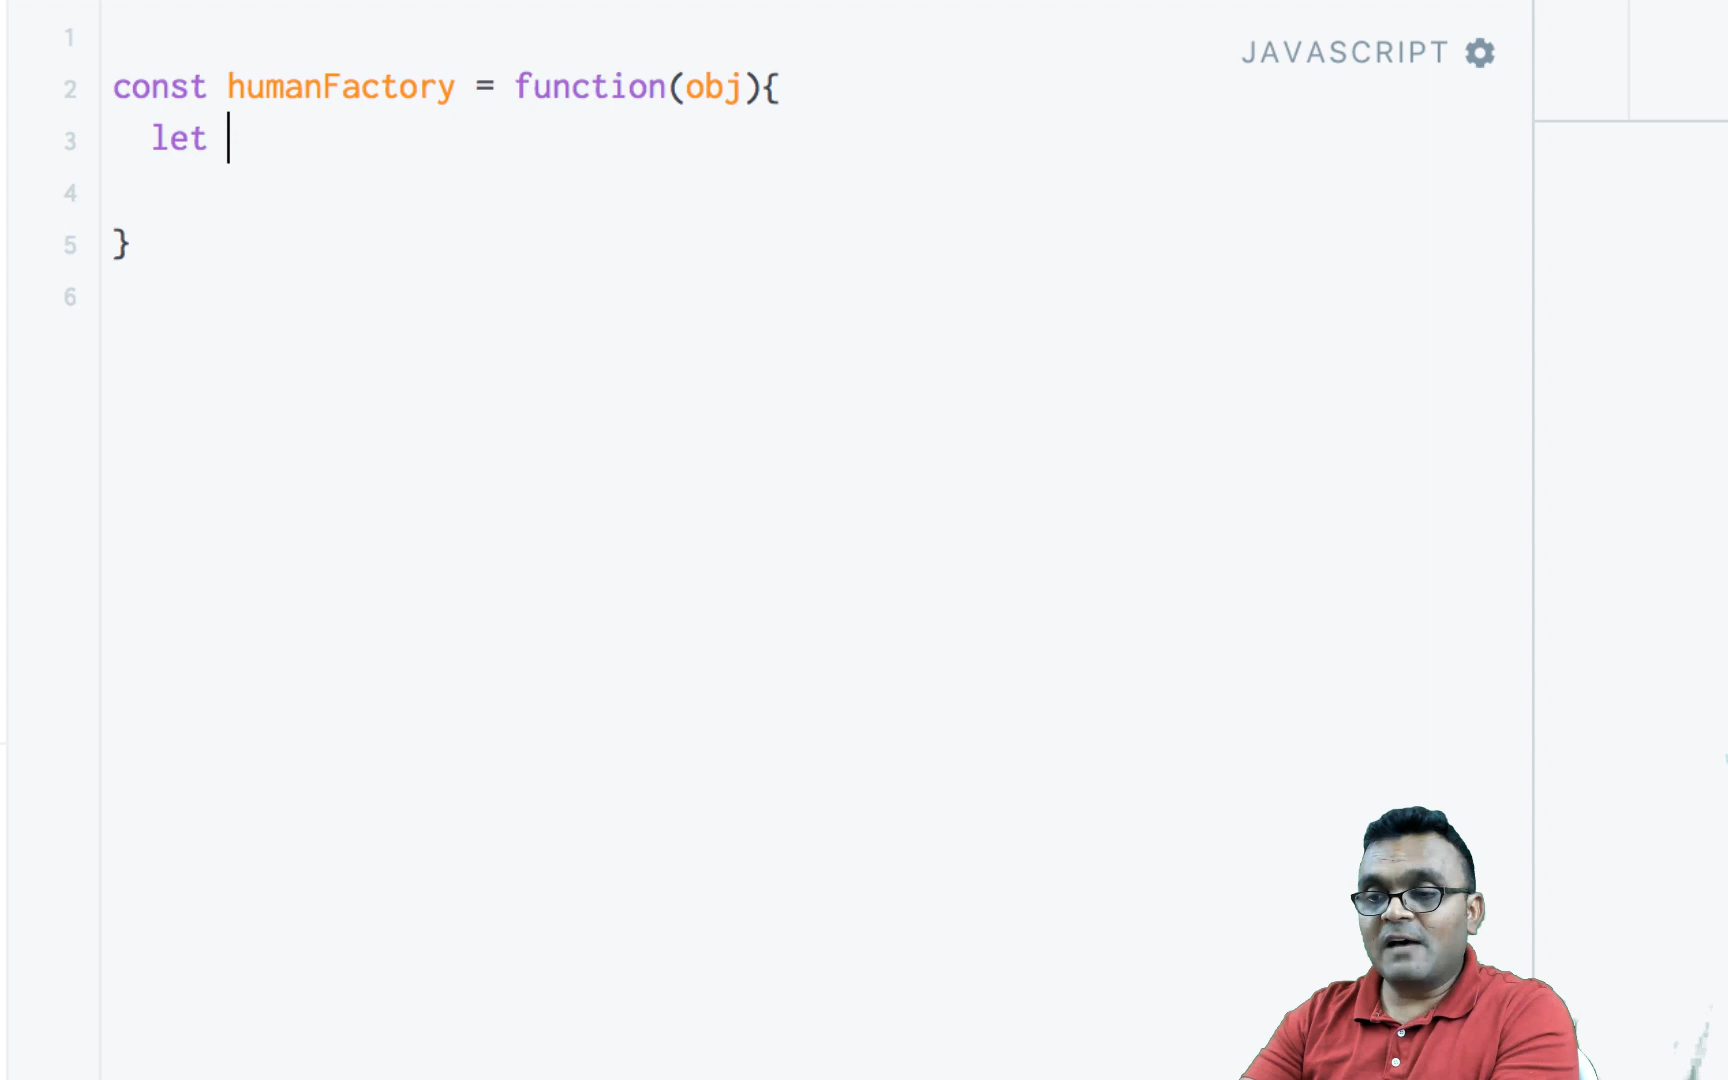 1
JAVASCRIPT
2 const humanFactory = function(obj){
3 let
4
5 }
6